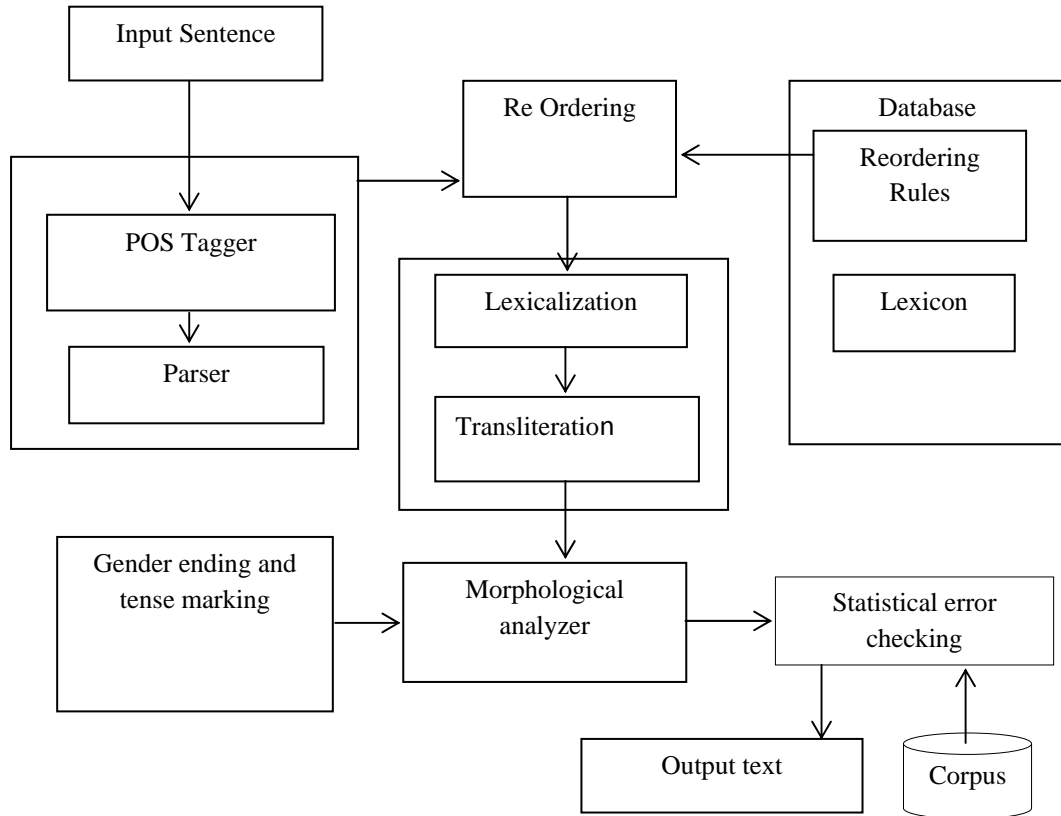 Input Sentence
Re Ordering
Database
Reordering
Rules
POS Tagger
Lexicon
Lexicalization
Parser
Transliteration
Gender ending and
tense marking
Morphological
analyzer
Statistical error
checking
Output text
Corpus